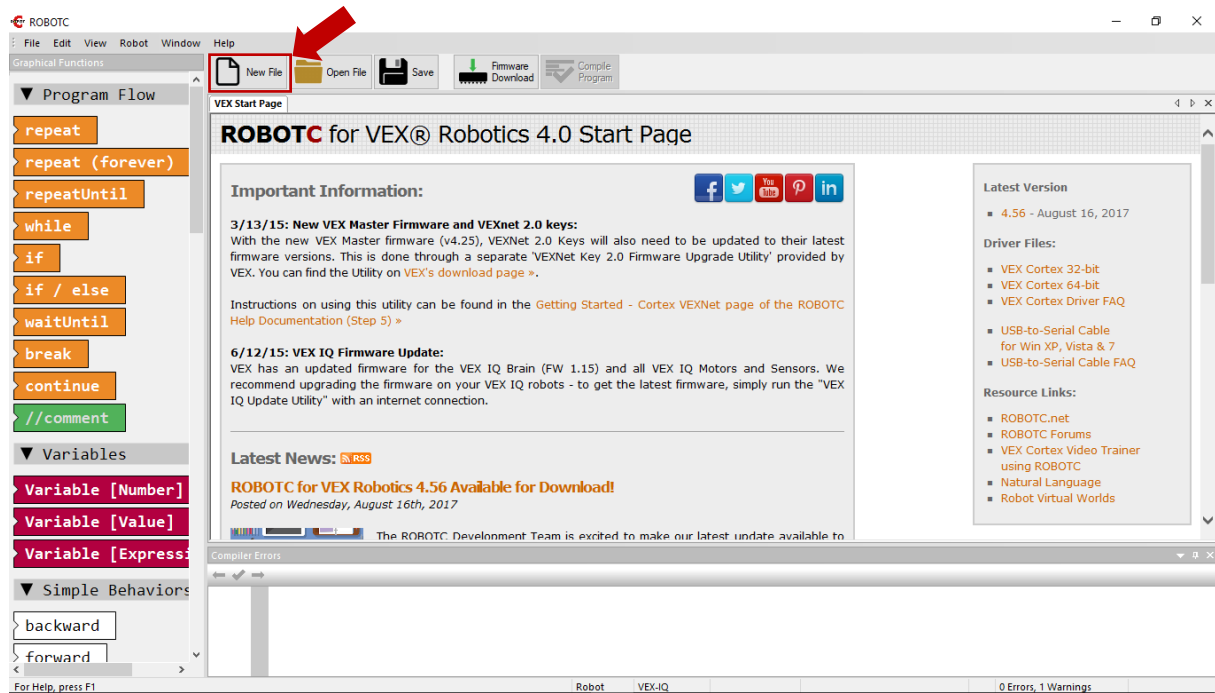 ROBOTC
File Edit View Robot Window Help
Graphical Functions
New File Open File Save Firmware Download Compile Program
▼ Program Flow
repeat
repeat (forever)
repeatUntil
while
if
if / else
waitUntil
break
continue
//comment
▼ Variables
Variable [Number]
Variable [Value]
Variable [Expressi
▼ Simple Behaviors
backward
forward
VEX Start Page
ROBOTC for VEX® Robotics 4.0 Start Page
Important Information:
You Tube
3/13/15: New VEX Master Firmware and VEXnet 2.0 keys:
With the new VEX Master firmware (v4.25), VEXNet 2.0 Keys will also need to be updated to their latest
firmware versions. This is done through a separate 'VEXNet Key 2.0 Firmware Upgrade Utility' provided by
VEX. You can find the Utility on VEX's download page ».
Instructions on using this utility can be found in the Getting Started - Cortex VEXNet page of the ROBOTC
Help Documentation (Step 5) »
6/12/15: VEX IQ Firmware Update:
VEX has an updated firmware for the VEX IQ Brain (FW 1.15) and all VEX IQ Motors and Sensors. We
recommend upgrading the firmware on your VEX IQ robots - to get the latest firmware, simply run the "VEX
IQ Update Utility" with an internet connection.
Latest News: RSS
ROBOTC for VEX Robotics 4.56 Available for Download!
Posted on Wednesday, August 16th, 2017
The ROBOTC Development Team is excited to make our latest update available to
Latest Version
4.56 - August 16, 2017
Driver Files:
VEX Cortex 32-bit
VEX Cortex 64-bit
VEX Cortex Driver FAQ
USB-to-Serial Cable
for Win XP, Vista & 7
USB-to-Serial Cable FAQ
Resource Links:
ROBOTC.net
ROBOTC Forums
VEX Cortex Video Trainer
using ROBOTC
Natural Language
Robot Virtual Worlds
Compiler Errors
For Help, press F1
Robot VEX-IQ
0 Errors, 1 Warnings